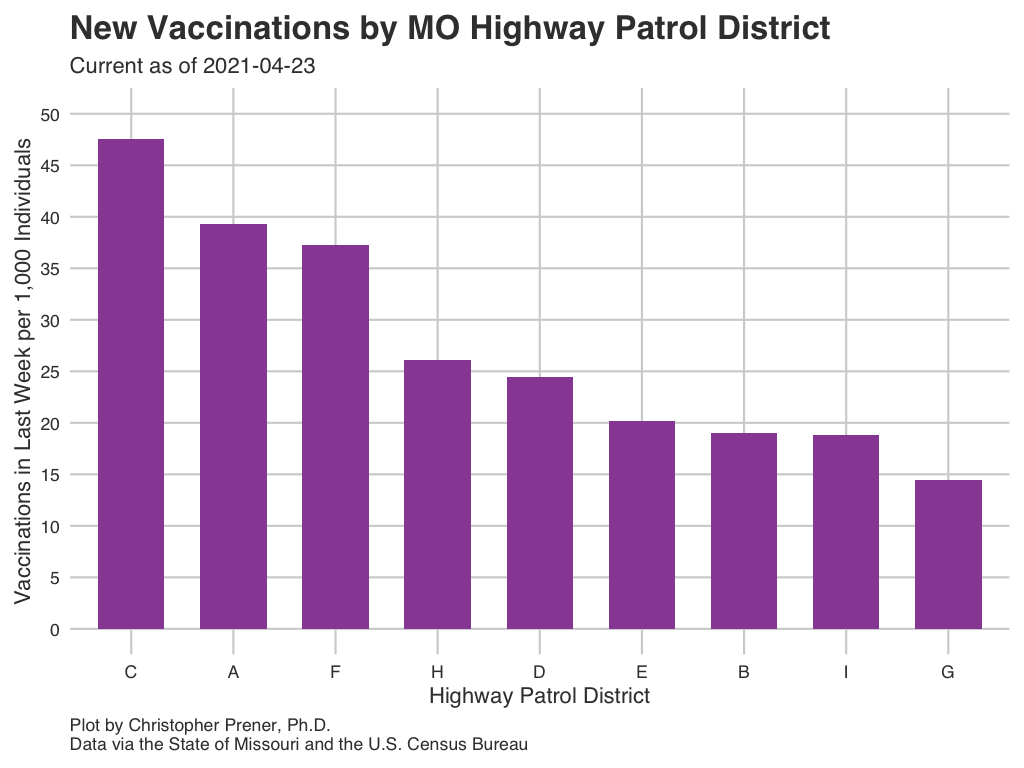 New Vaccinations by MO Highway Patrol District
Current as of 2021-04-23
Vaccinations in Last Week per 1,000 Individuals
50
45
40
35
30
25
20
15
10
5
0
C A F H D E B I G
Highway Patrol District
Plot by Christopher Prener, Ph.D.
Data via the State of Missouri and the U.S. Census Bureau